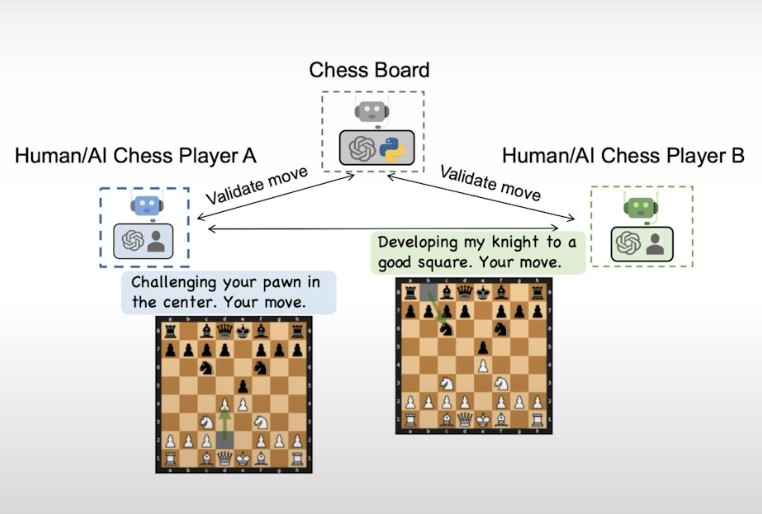 Chess Board
Human/AI Chess Player A
Human/AI Chess Player B
Validate move
Validate move
Developing my knight to a
good square. Your move.
Challenging your pawn in
the center. Your move.